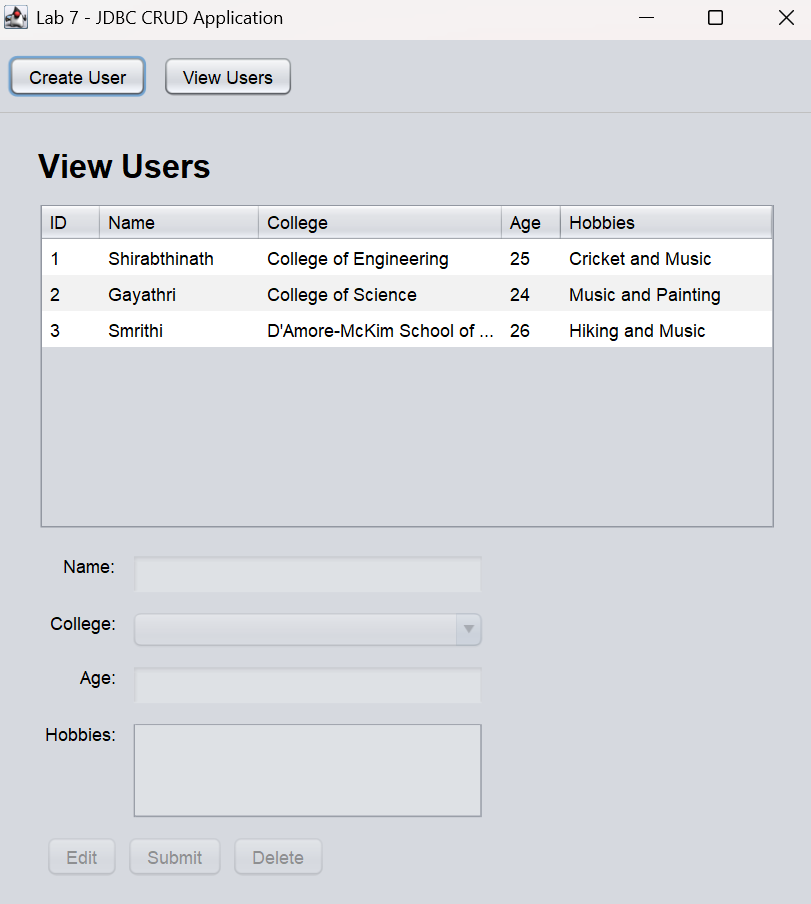 Lab 7 - JDBC CRUD Application
Create User View Users
View Users
ID Name College Age Hobbies
1 Shirabthinath College of Engineering 25 Cricket and Music
2 Gayathri College of Science 24 Music and Painting
3 Smrithi D'Amore-McKim School of ... 26 Hiking and Music
Name:
College:
Age:
Hobbies:
Edit Submit Delete